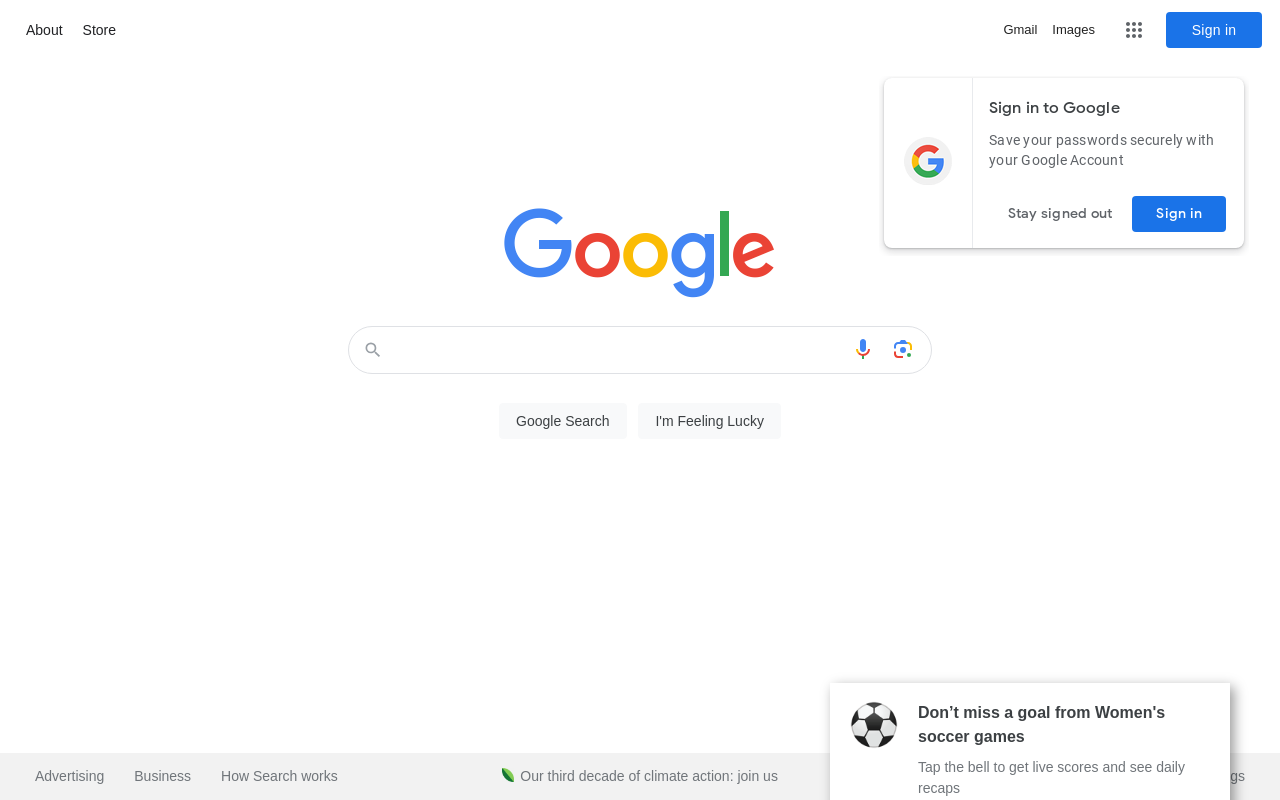 About Store
Gmail Images
Sign in
Sign in to Google
Save your passwords securely with
your Google Account
Stay signed out
Sign in
Google
Google Search
I'm Feeling Lucky
Don’t miss a goal from Women's
soccer games
Tap the bell to get live scores and see daily
recaps
Advertising Business How Search works
Our third decade of climate action: join us